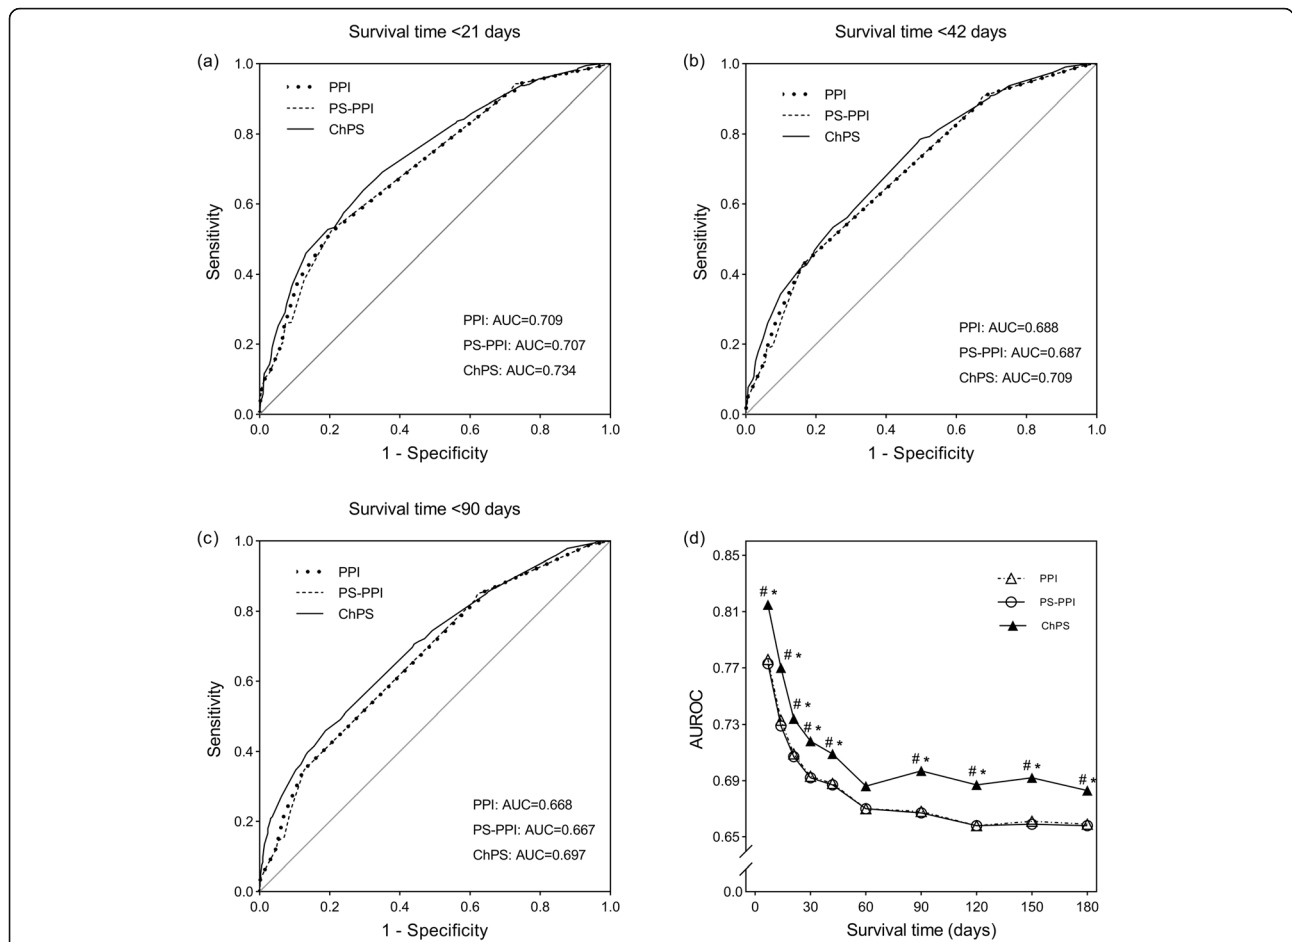 Survival time <21 days
(a)
1.0
0.8
0.6
0.4
0.2
0.0
Sensitivity
PPI
PS-PPI
ChPS
PPI: AUC=0.709
PS-PPI: AUC=0.707
ChPS: AUC=0.734
0.0 0.2 0.4 0.6 0.8 1.0
1 - Specificity
Survival time <42 days
(b)
1.0
0.8
0.6
0.4
0.2
0.0
Sensitivity
PPI
PS-PPI
ChPS
PPI: AUC=0.688
PS-PPI: AUC=0.687
ChPS: AUC=0.709
0.0 0.2 0.4 0.6 0.8 1.0
1 - Specificity
Survival time <90 days
(c)
1.0
0.8
0.6
0.4
0.2
0.0
Sensitivity
PPI
PS-PPI
ChPS
PPI: AUC=0.668
PS-PPI: AUC=0.667
ChPS: AUC=0.697
0.0 0.2 0.4 0.6 0.8 1.0
1 - Specificity
(d)
0.85
0.81
0.77
0.73
0.69
0.65
0.0
AUROC
PPI
PS-PPI
ChPS
# *
# *
# *
# *
# *
# *
# *
# *
# *
0 30 60 90 120 150 180
Survival time (days)